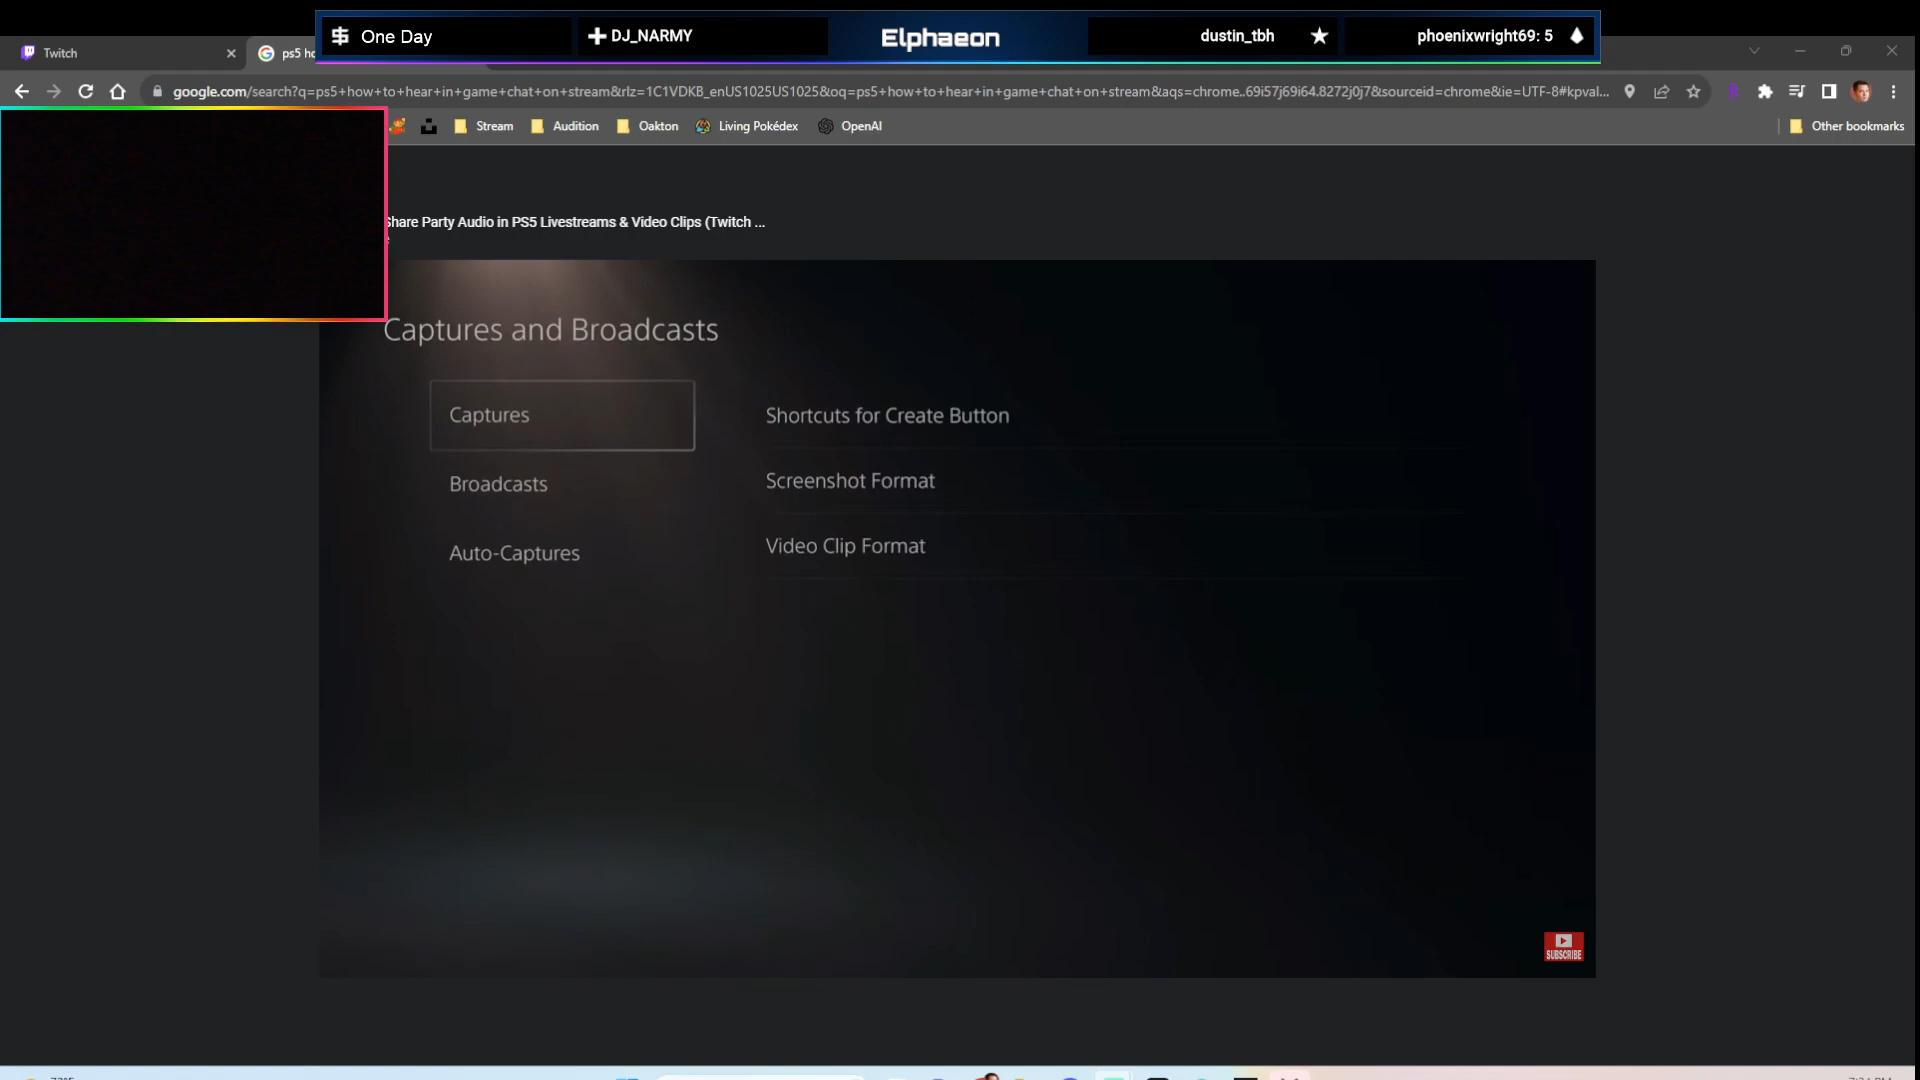 One Day
DJ_NARMY
Elphaeon
dustin_tbh
phoenixwright69: 5
Twitch
google.com/search?q=ps5+how+to+hear+in+game+chat+on+stream&rlz=1C1VDKB_enUS1025US1025&oq=ps5+how+to+hear+in+game+chat+on+stream&aqs=chrome..69i57j69i64.8272j0j7&sourceid=chrome&ie=UTF-8#kpval...
Stream
Audition
Oakton
Living Pokédex
OpenAI
Other bookmarks
Share Party Audio in PS5 Livestreams & Video Clips (Twitch ...
Captures and Broadcasts
Captures
Shortcuts for Create Button
Broadcasts
Screenshot Format
Auto-Captures
Video Clip Format
SUBSCRIBE